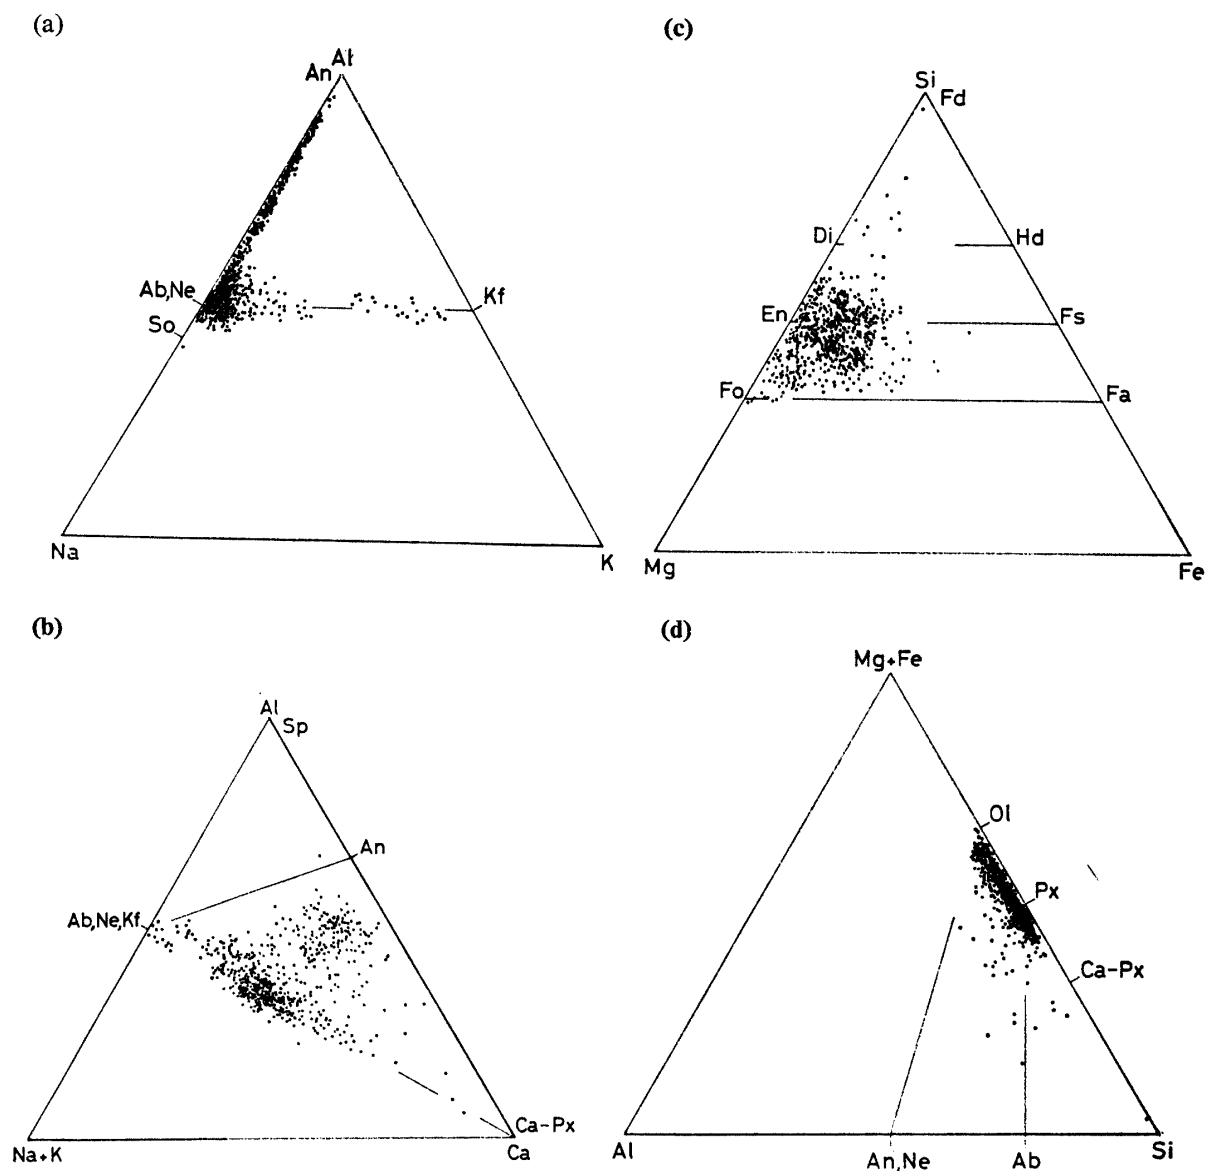 (a)
Al
An
Ab,Ne
So
Kf
Na
K
(c)
Si
Fd
Di
Hd
En
Fs
Fo
Fa
Mg
Fe
(b)
Al
Sp
An
Ab,Ne,Kf
Ca-Px
Na+K
Ca
(d)
Mg+Fe
Ol
Px
Ca-Px
Al
An,Ne
Ab
Si